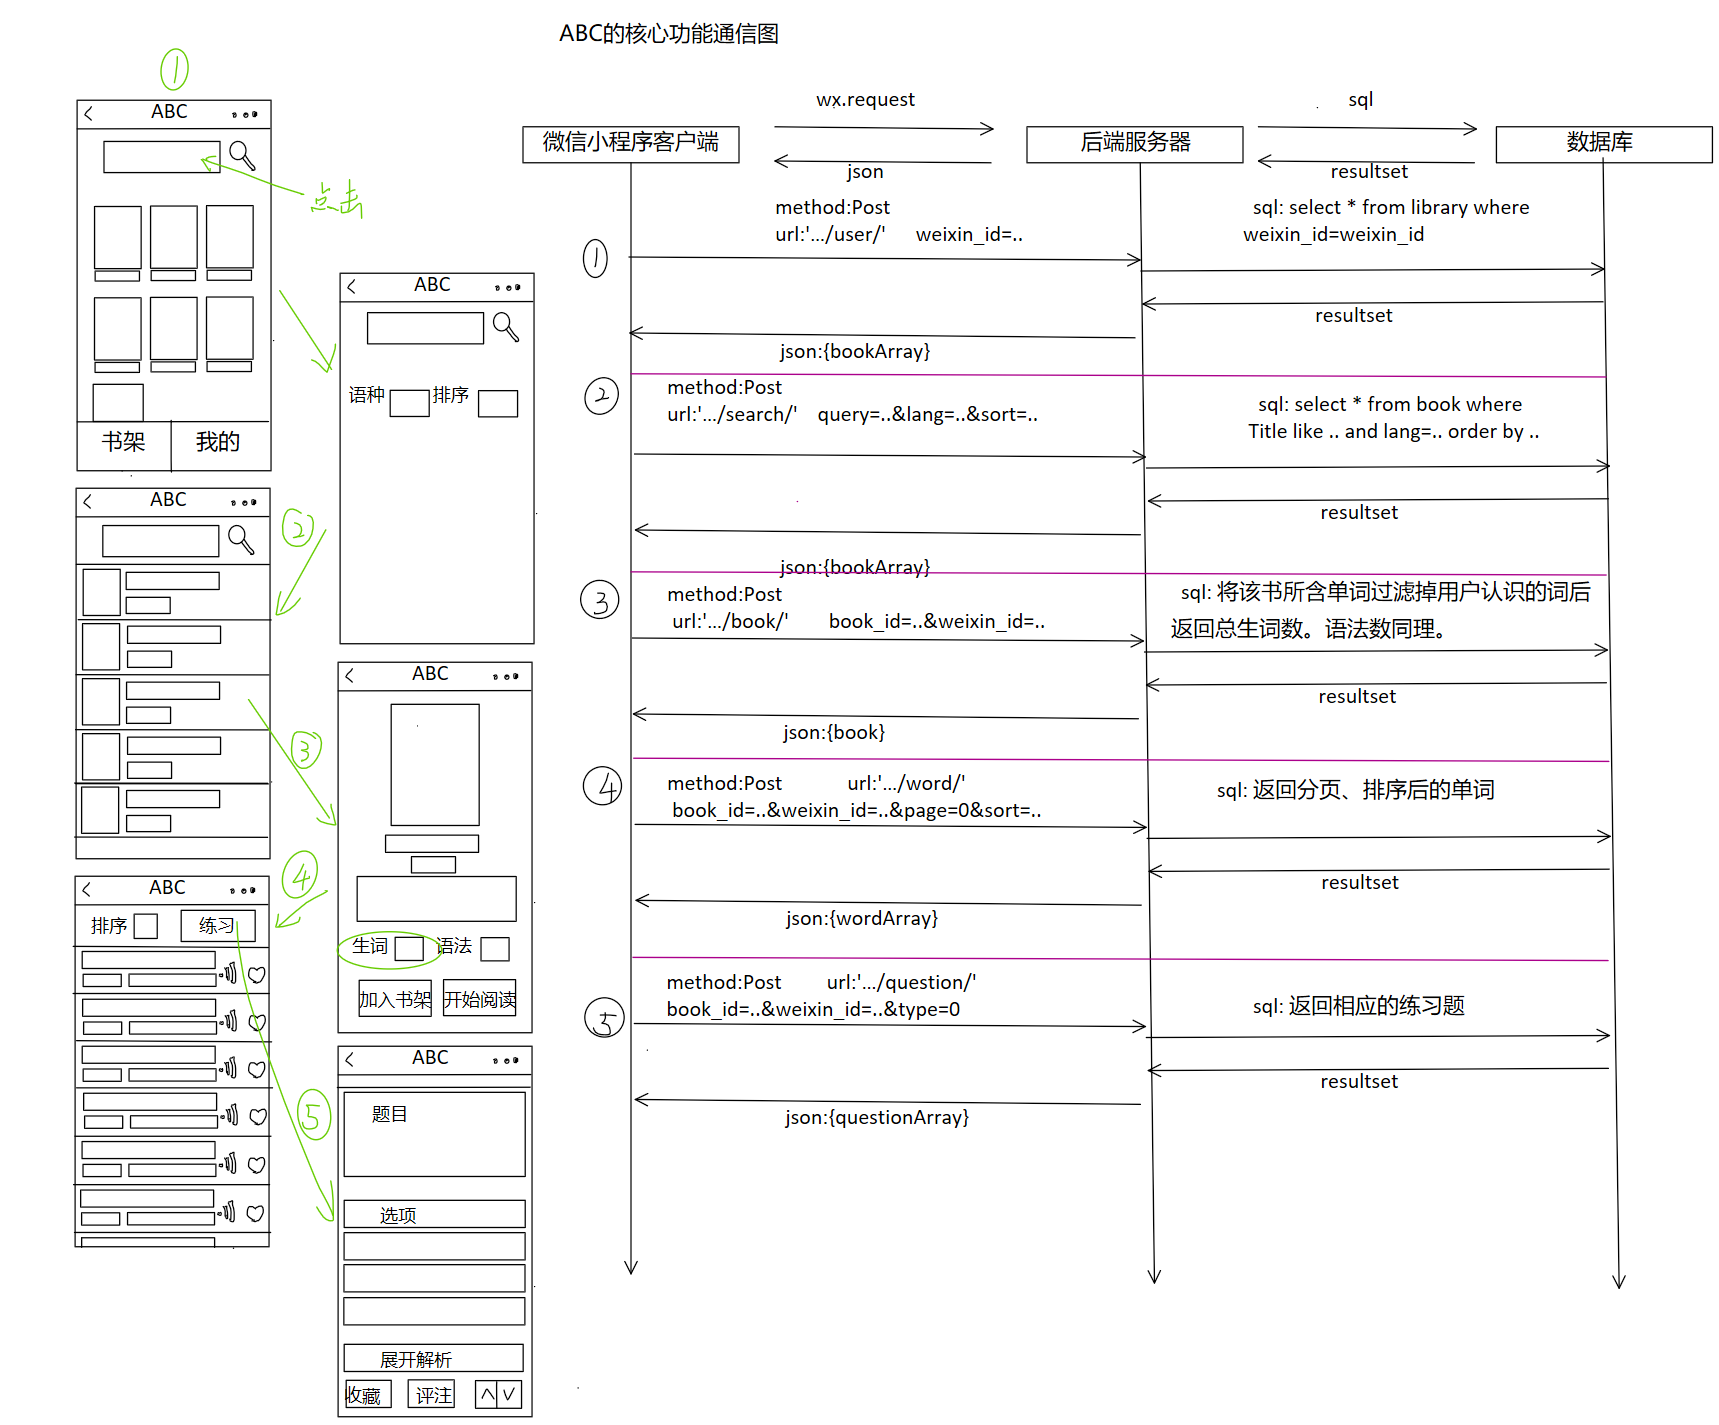 ABC的核心功能通信图
①
ABC
点击
书架
我的
ABC
语种
排序
②
ABC
③
ABC
生词
语法
加入书架
开始阅读
④
ABC
排序
练习
⑤
ABC
题目
选项
展开解析
收藏
评注
wx.request
sql
微信小程序客户端
后端服务器
数据库
json
resultset
①
method:Post
url:'.../user/' weixin_id=..
sql: select * from library where
weixin_id=weixin_id
resultset
json:{bookArray}
②
method:Post
url:'.../search/' query=..&lang=..&sort=..
sql: select * from book where
Title like .. and lang=.. order by ..
resultset
json:{bookArray}
③
method:Post
url:'.../book/' book_id=..&weixin_id=..
sql: 将该书所含单词过滤掉用户认识的词后
返回总生词数。语法数同理。
resultset
json:{book}
④
method:Post url:'.../word/'
book_id=..&weixin_id=..&page=0&sort=..
sql: 返回分页、排序后的单词
resultset
json:{wordArray}
⑤
method:Post url:'.../question/'
book_id=..&weixin_id=..&type=0
sql: 返回相应的练习题
resultset
json:{questionArray}